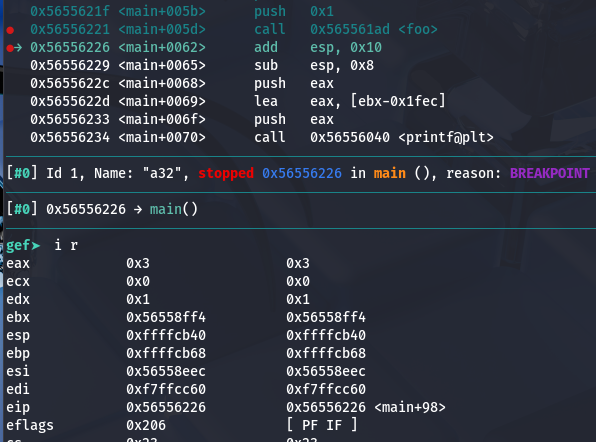 0x5655621f <main+005b> push 0x1
● 0x56556221 <main+005d> call 0x565561ad <foo>
●→ 0x56556226 <main+0062> add esp, 0x10
0x56556229 <main+0065> sub esp, 0x8
0x5655622c <main+0068> push eax
0x5655622d <main+0069> lea eax, [ebx-0x1fec]
0x56556233 <main+006f> push eax
0x56556234 <main+0070> call 0x56556040 <printf@plt>
[#0] Id 1, Name: "a32", stopped 0x56556226 in main (), reason: BREAKPOINT
[#0] 0x56556226 → main()
gef➤ i r
eax 0x3 0x3
ecx 0x0 0x0
edx 0x1 0x1
ebx 0x56558ff4 0x56558ff4
esp 0xffffcb40 0xffffcb40
ebp 0xffffcb68 0xffffcb68
esi 0x56558eec 0x56558eec
edi 0xf7ffcc60 0xf7ffcc60
eip 0x56556226 0x56556226 <main+98>
eflags 0x206 [ PF IF ]
cs 0x23 0x23